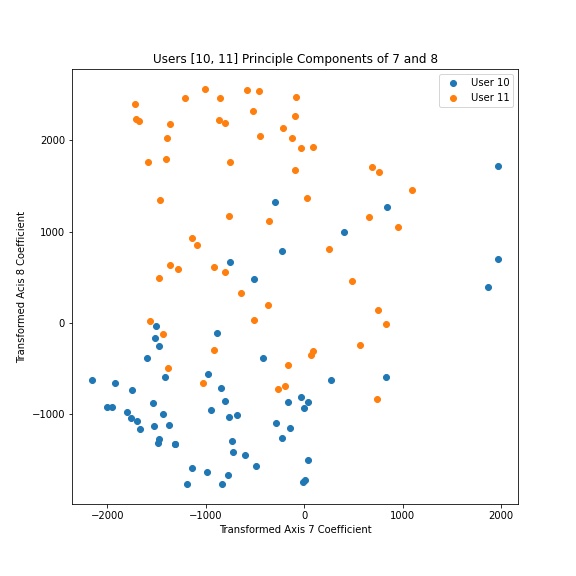 Users [10, 11] Principle Components of 7 and 8
User 10
User 11
Transformed Acis 8 Coefficient
2000
1000
0
−1000
−2000
−1000
0
1000
2000
Transformed Axis 7 Coefficient